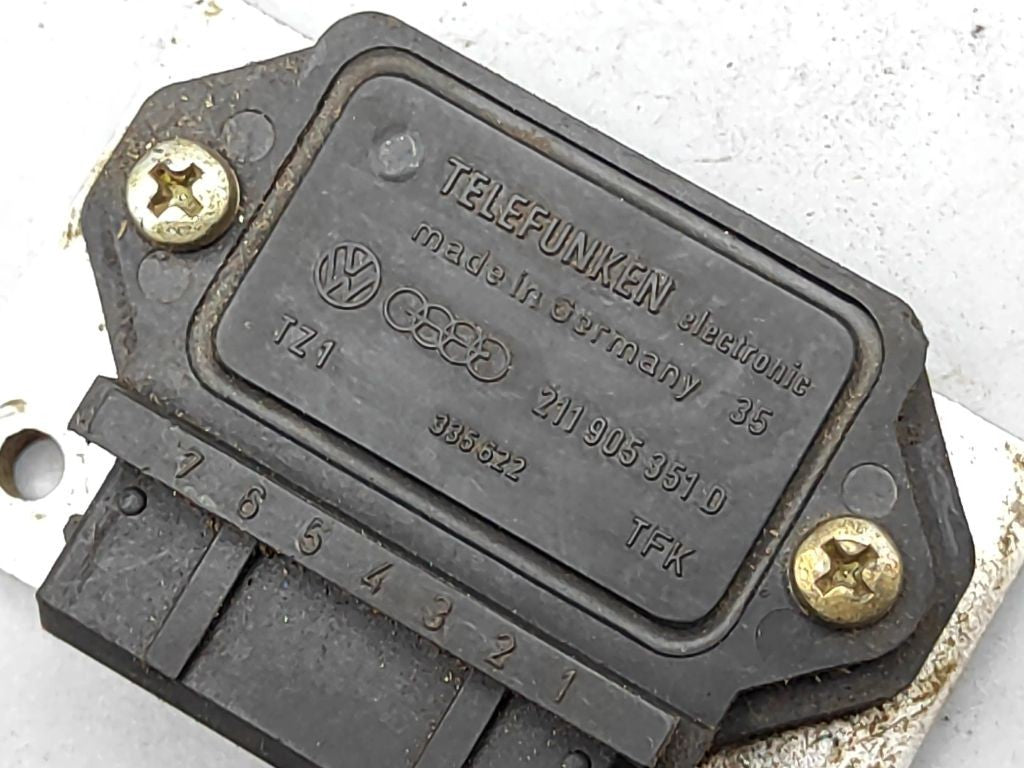 TELEFUNKEN electronic
made in Germany 35
211 905 351 D
TZ1
335622
TFK
7 6 5 4 3 2 1